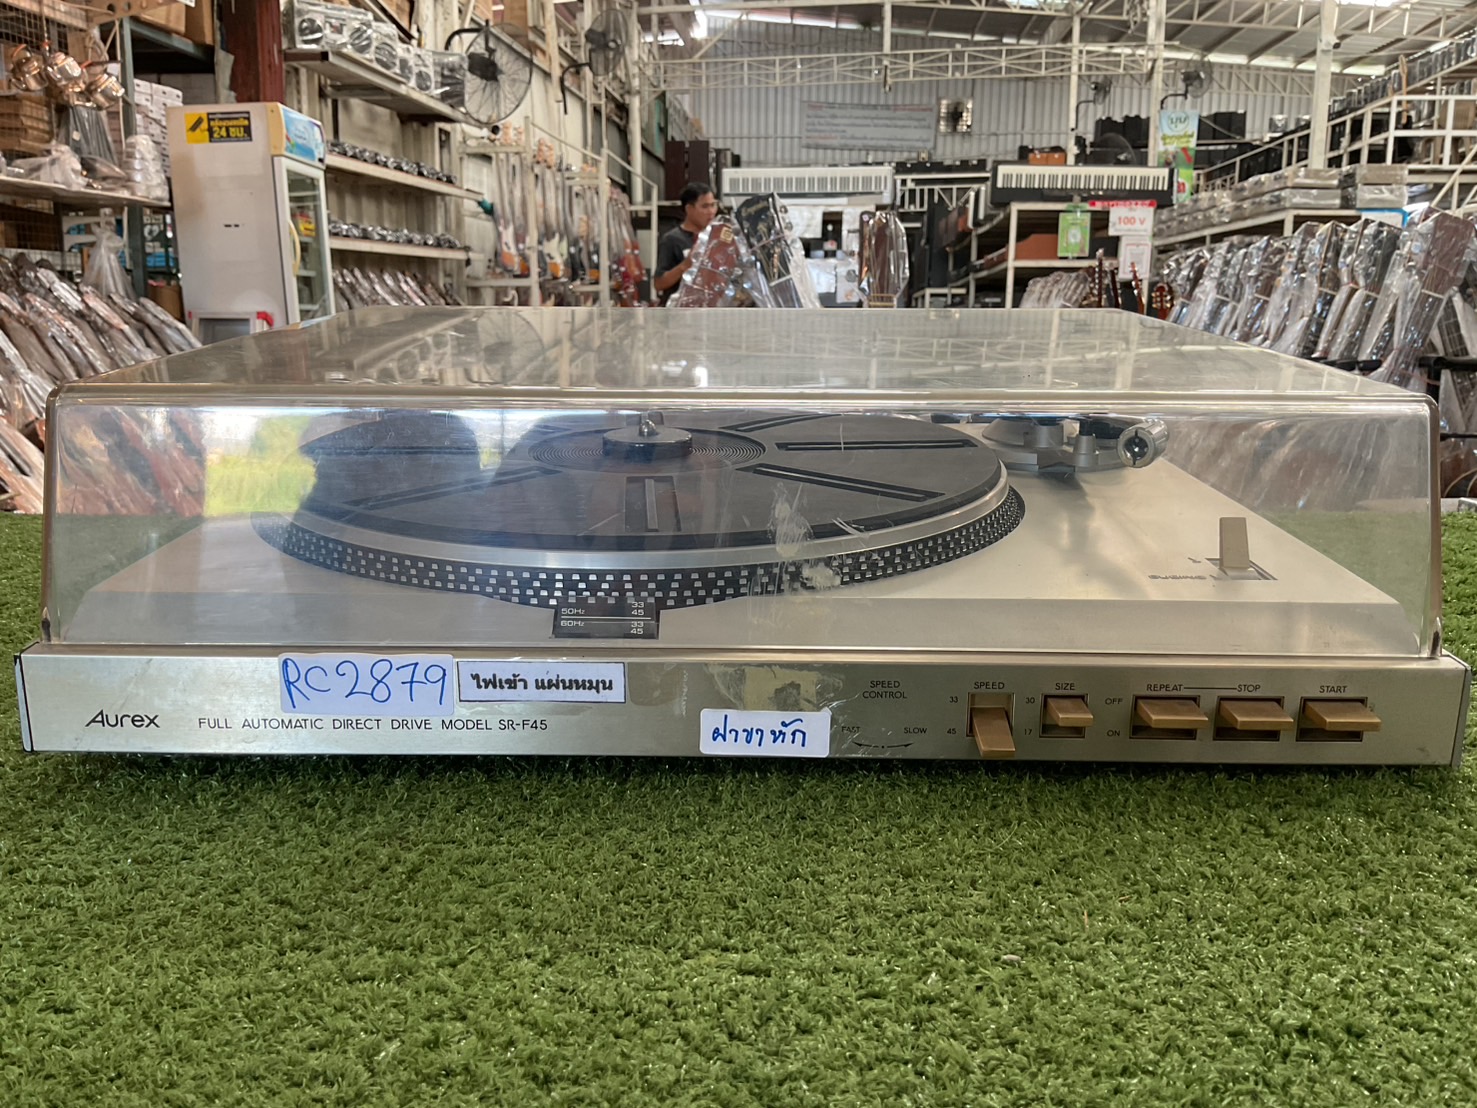 24 ชม.
100 V
50Hz 33
45
60Hz 33
45
RC2879
ไฟเข้า แผ่นหมุน
Aurex
FULL AUTOMATIC DIRECT DRIVE MODEL SR-F45
ฝาขาหัก
SPEED
CONTROL
FAST SLOW
SPEED
33
45
SIZE
30
17
REPEAT STOP
OFF
ON
START